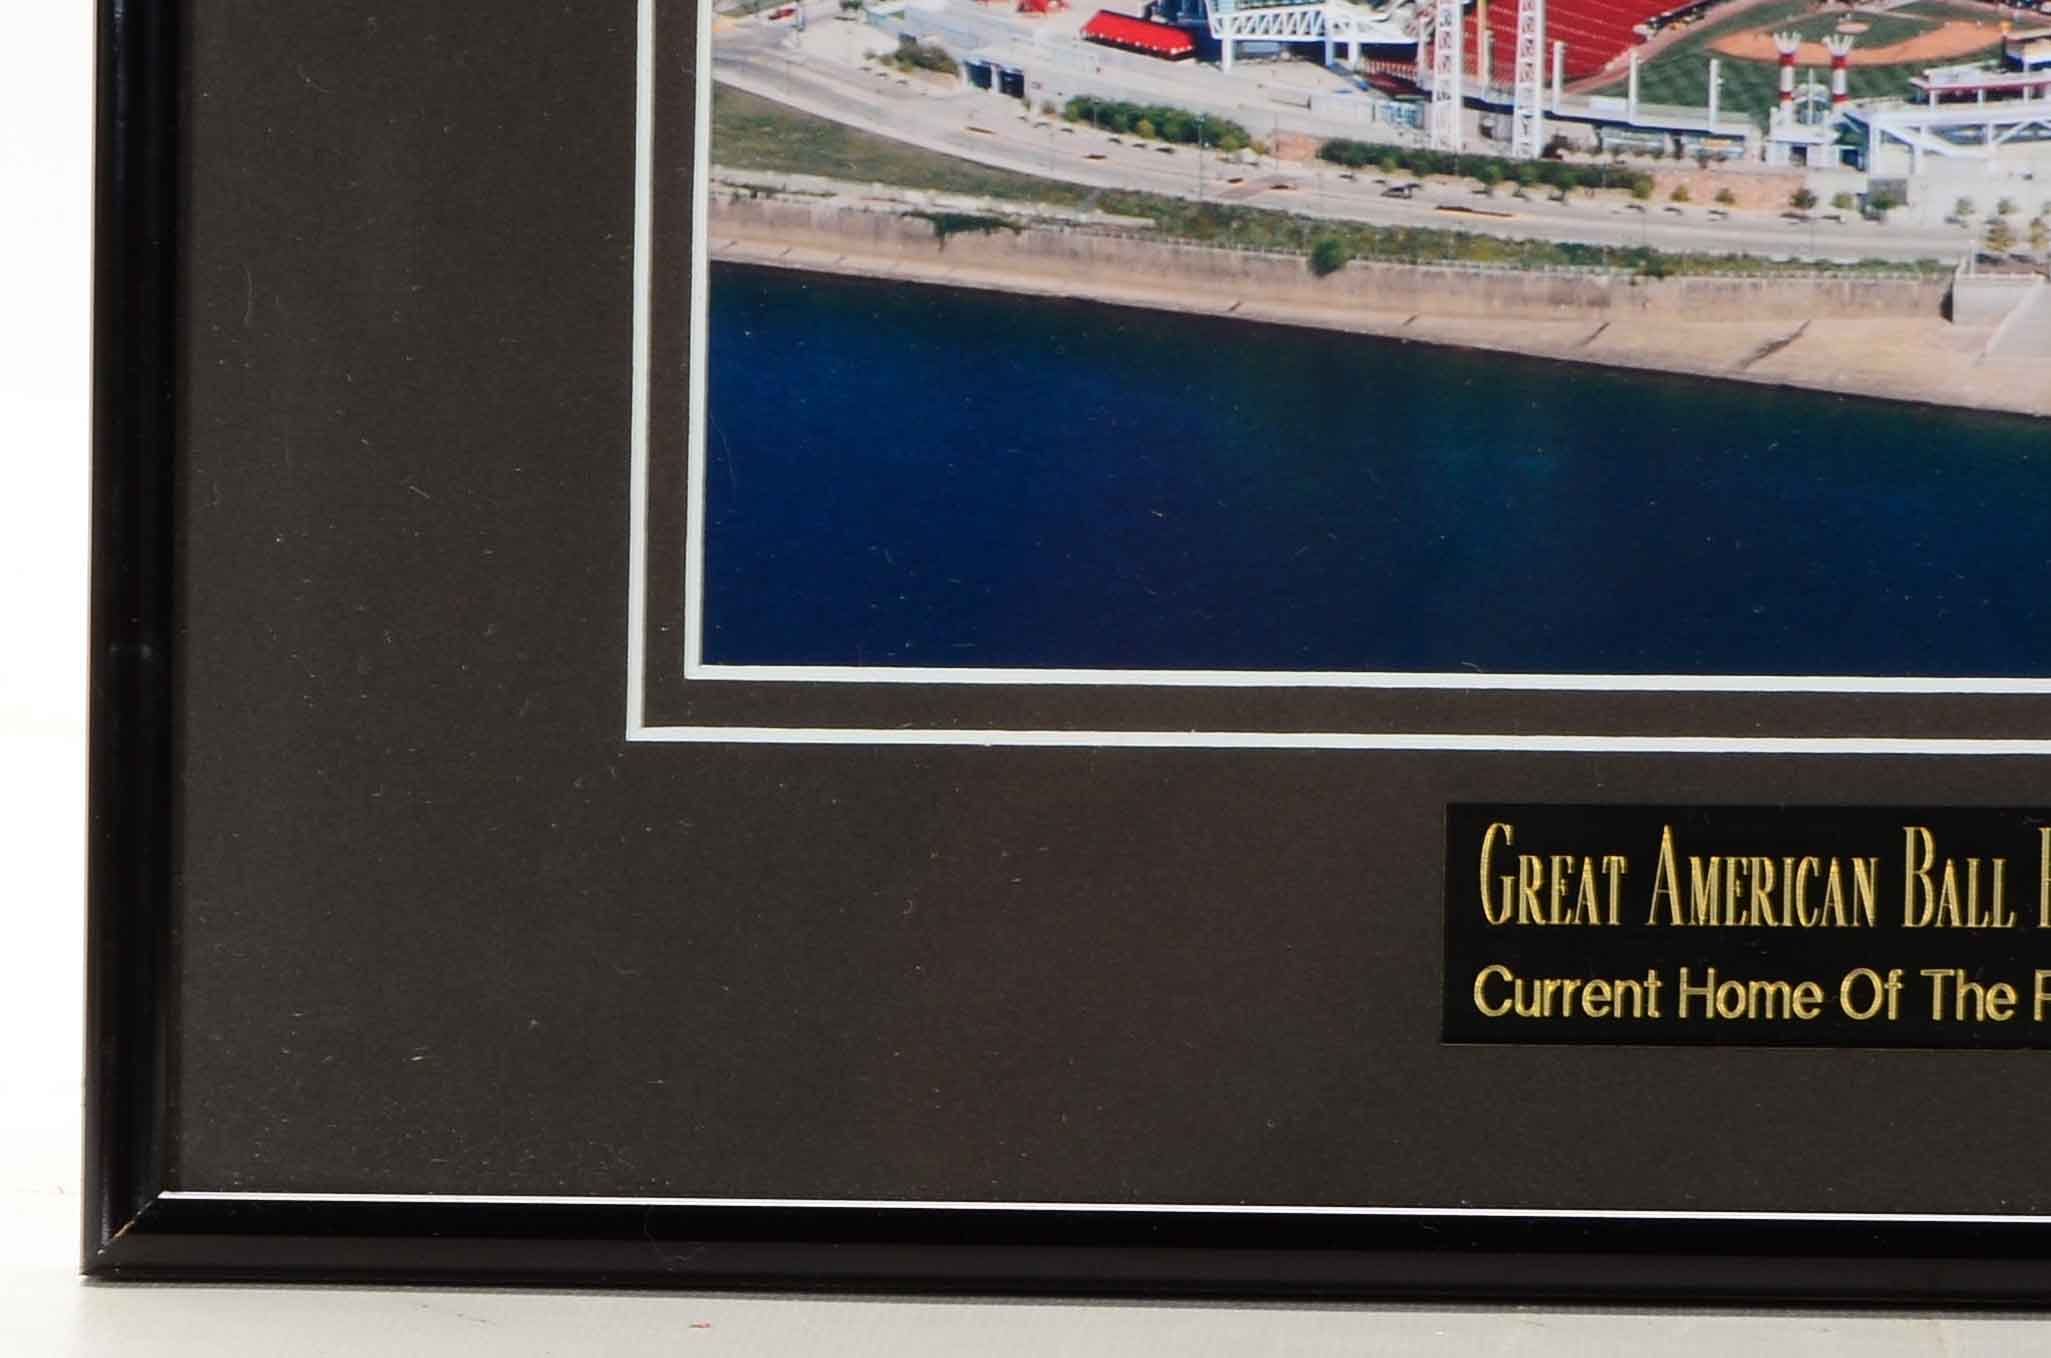 GREAT AMERICAN BALL
Current Home Of The